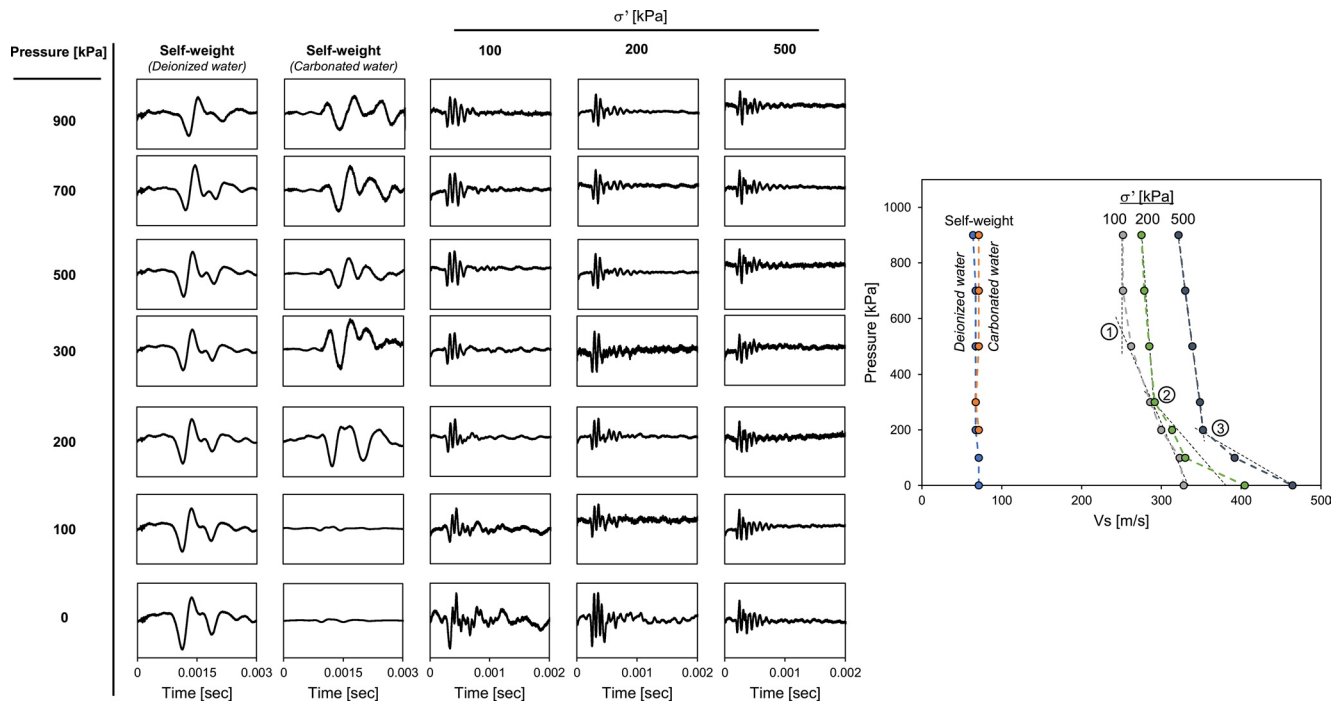 σ' [kPa]
Pressure [kPa] Self-weight Self-weight 100 200 500
(Deionized water) (Carbonated water)
900
700
500
300
200
100
0
0 0.0015 0.003 0 0.0015 0.003 0 0.001 0.002 0 0.001 0.002 0 0.001 0.002
Time [sec] Time [sec] Time [sec] Time [sec] Time [sec]
Pressure [kPa]
1000
800
600
400
200
0
0 100 200 300 400 500
Vs [m/s]
σ' [kPa]
100 200 500
Self-weight
Deionized water
Carbonated water
1
2
3